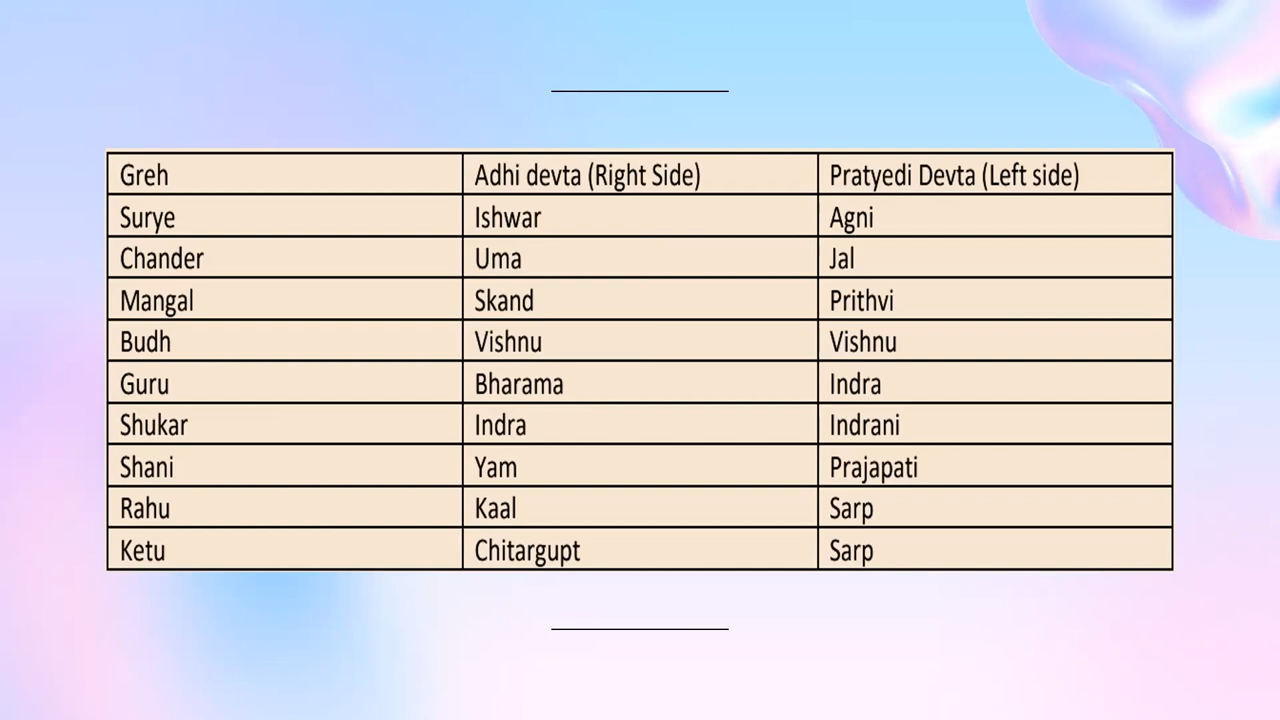 Greh Adhi devta (Right Side) Pratyedi Devta (Left side)
Surye Ishwar Agni
Chander Uma Jal
Mangal Skand Prithvi
Budh Vishnu Vishnu
Guru Bharama Indra
Shukar Indra Indrani
Shani Yam Prajapati
Rahu Kaal Sarp
Ketu Chitargupt Sarp